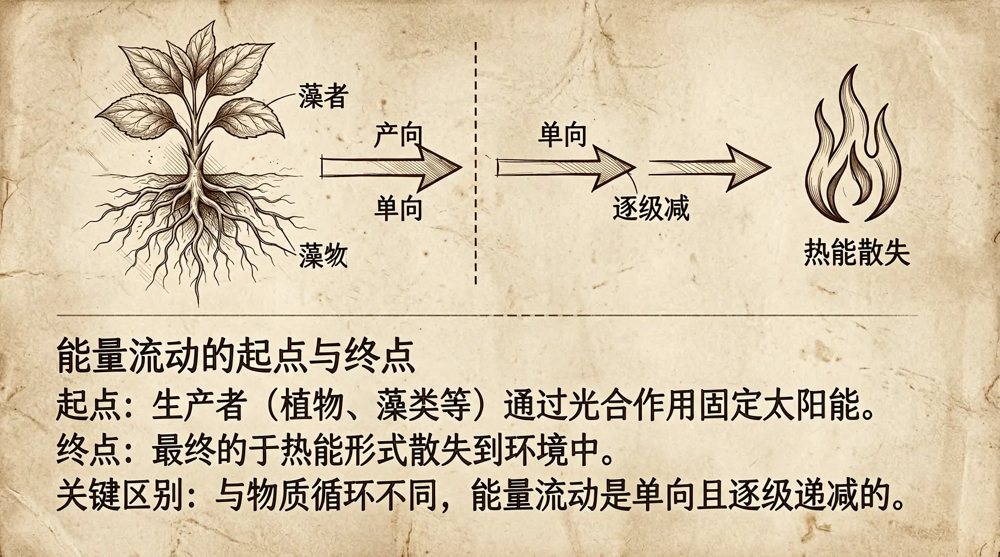 藻者
产向
单向
单向
逐级减
藻物
热能散失
能量流动的起点与终点
起点：生产者（植物、藻类等）通过光合作用固定太阳能。
终点：最终的于热能形式散失到环境中。
关键区别：与物质循环不同，能量流动是单向且逐级递减的。